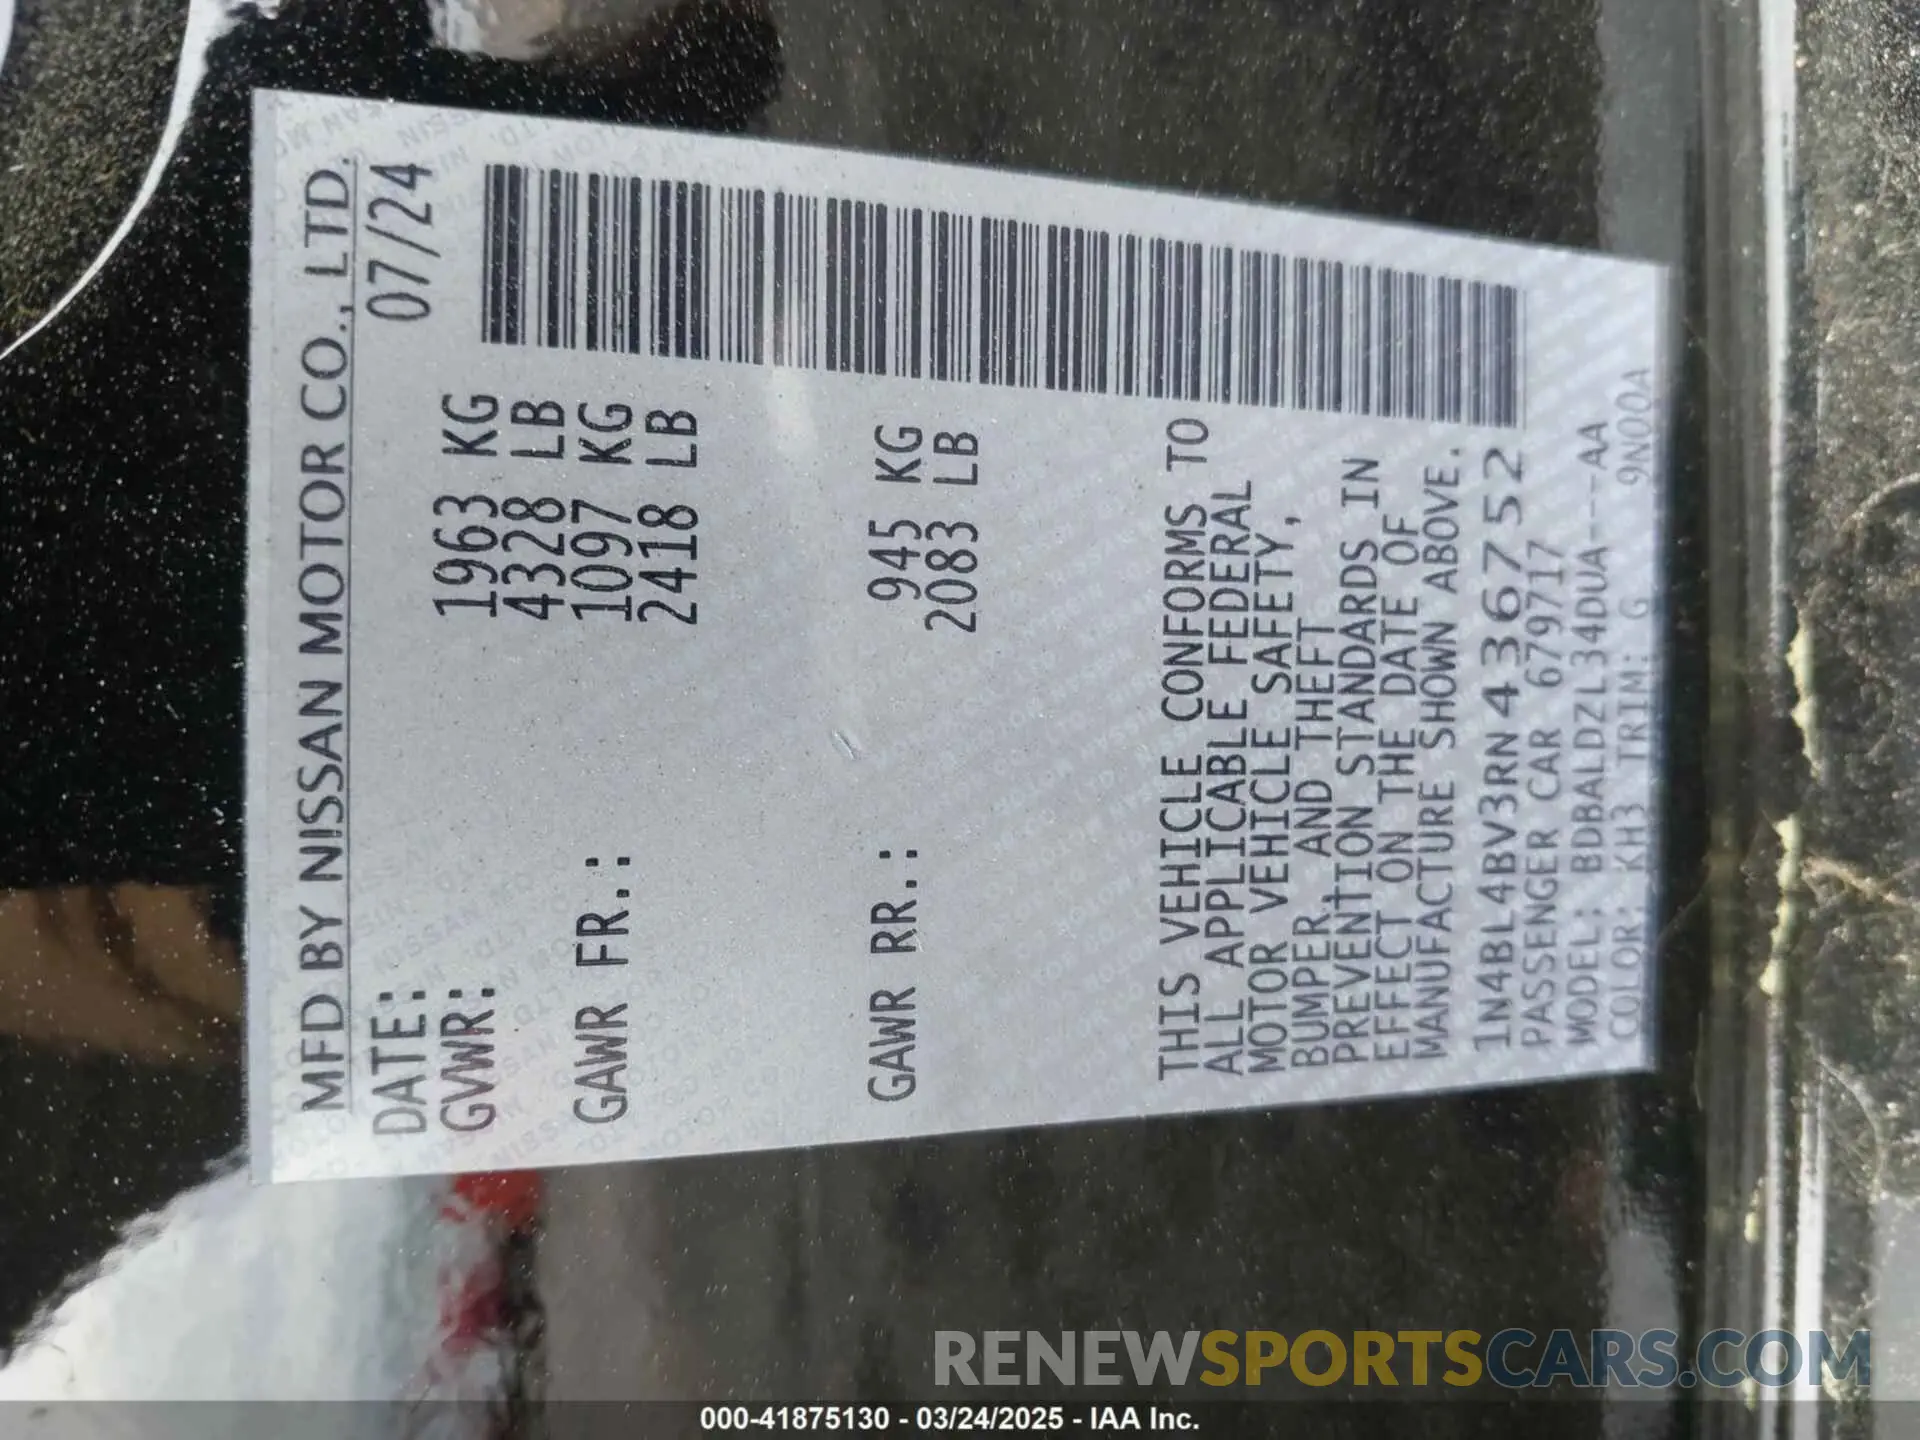 MFD BY NISSAN MOTOR CO., LTD.
DATE: 07/24
GVWR: 1963 KG
4328 LB
GAWR FR.: 1097 KG
2418 LB
GAWR RR.: 945 KG
2083 LB
THIS VEHICLE CONFORMS TO
ALL APPLICABLE FEDERAL
MOTOR VEHICLE SAFETY,
BUMPER, AND THEFT
PREVENTION STANDARDS IN
EFFECT ON THE DATE OF
MANUFACTURE SHOWN ABOVE.
1N4BL4BV3RN436752
PASSENGER CAR 6799717
MODEL: BDBALDZL34DUA---AA
COLOR: KH3 TRIM: G 9N00A
RENEWSPORTSCARS.COM
000-41875130 - 03/24/2025 - IAA Inc.